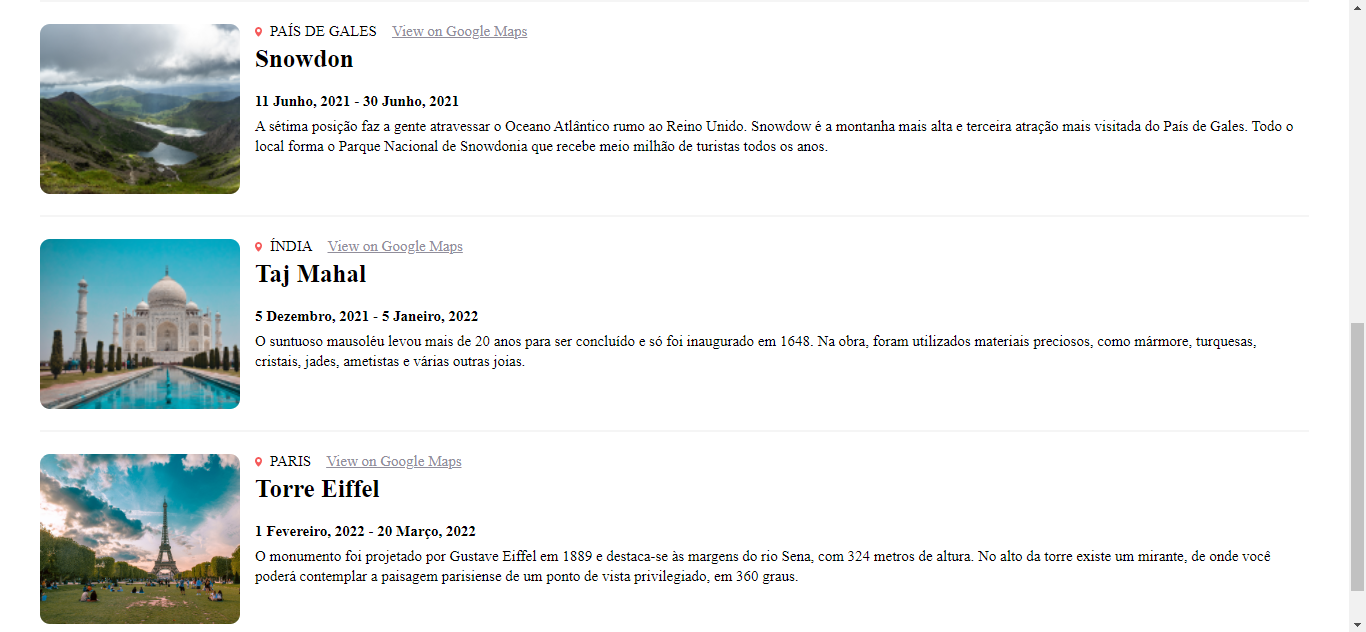 PAÍS DE GALES View on Google Maps
Snowdon
11 Junho, 2021 - 30 Junho, 2021
A sétima posição faz a gente atravessar o Oceano Atlântico rumo ao Reino Unido. Snowdow é a montanha mais alta e terceira atração mais visitada do País de Gales. Todo o
local forma o Parque Nacional de Snowdonia que recebe meio milhão de turistas todos os anos.
ÍNDIA View on Google Maps
Taj Mahal
5 Dezembro, 2021 - 5 Janeiro, 2022
O suntuoso mausoléu levou mais de 20 anos para ser concluído e só foi inaugurado em 1648. Na obra, foram utilizados materiais preciosos, como mármore, turquesas,
cristais, jades, ametistas e várias outras joias.
PARIS View on Google Maps
Torre Eiffel
1 Fevereiro, 2022 - 20 Março, 2022
O monumento foi projetado por Gustave Eiffel em 1889 e destaca-se às margens do rio Sena, com 324 metros de altura. No alto da torre existe um mirante, de onde você
poderá contemplar a paisagem parisiense de um ponto de vista privilegiado, em 360 graus.